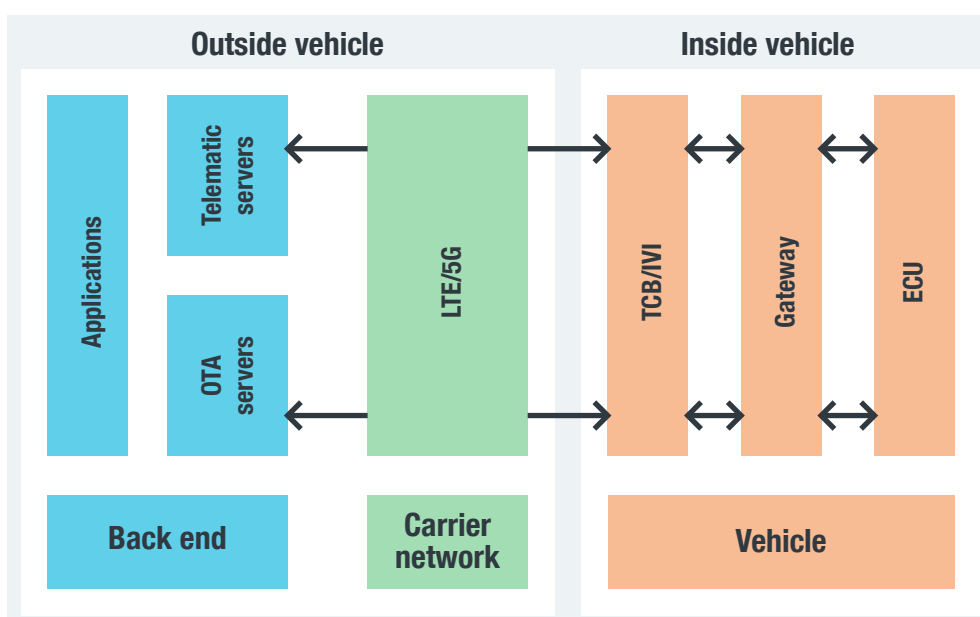 Outside vehicle
Inside vehicle
Applications
Telematic
servers
OTA
servers
LTE/5G
TCB/IVI
Gateway
ECU
Back end
Carrier
network
Vehicle